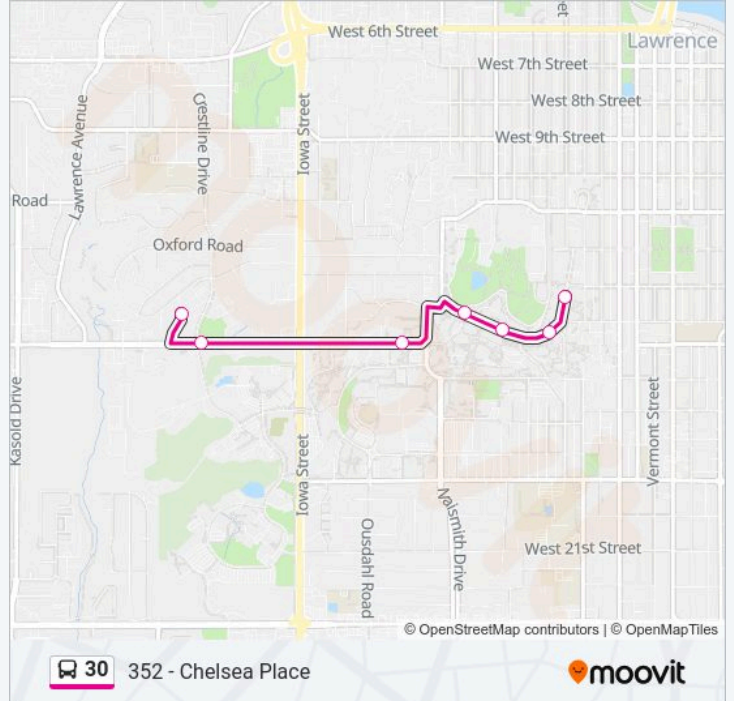 West 6th Street
Lawrence
West 7th Street
West 8th Street
West 9th Street
Crestline Drive
Iowa Street
Lawrence Avenue
Road
Oxford Road
Kasold Drive
Iowa Street
Vermont Street
Naismith Drive
Ousdahl Road
West 21st Street
© OpenStreetMap contributors | © OpenMapTiles
30 352 - Chelsea Place
moovit